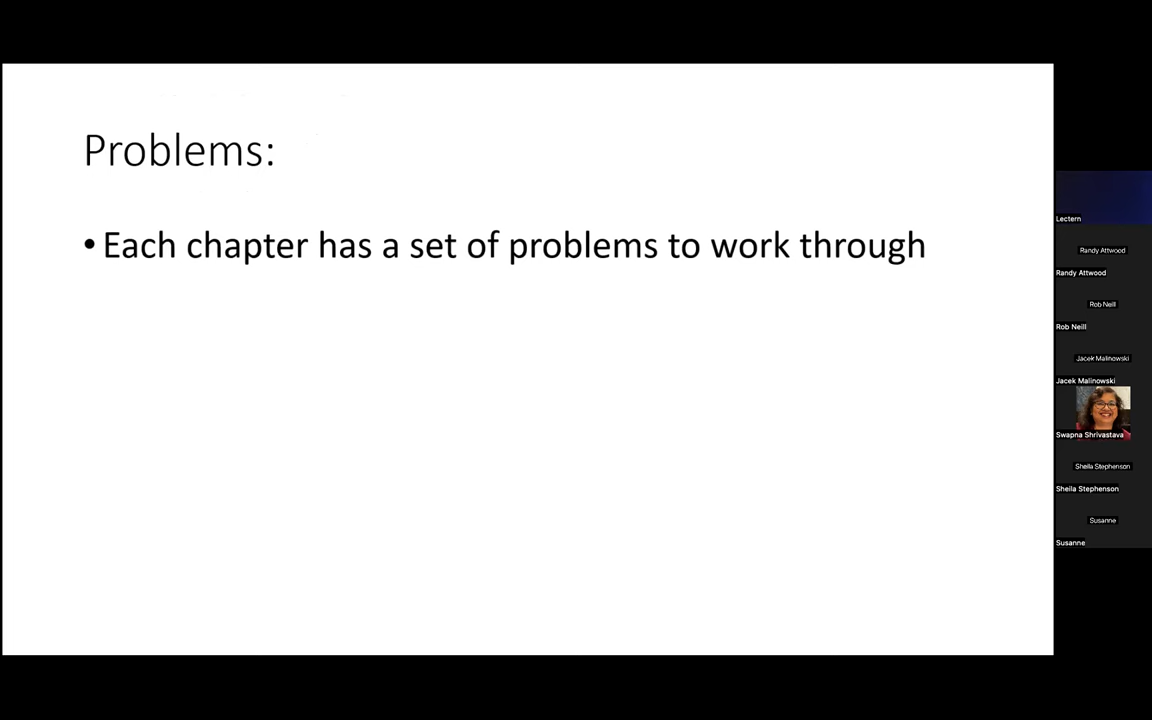 Problems:
• Each chapter has a set of problems to work through
Lectern
Randy Attwood
Randy Attwood
Rob Neill
Rob Neill
Jacek Malinowski
Jacek Malinowski
Swapna Shrivastava
Sheila Stephenson
Sheila Stephenson
Susanne
Susanne